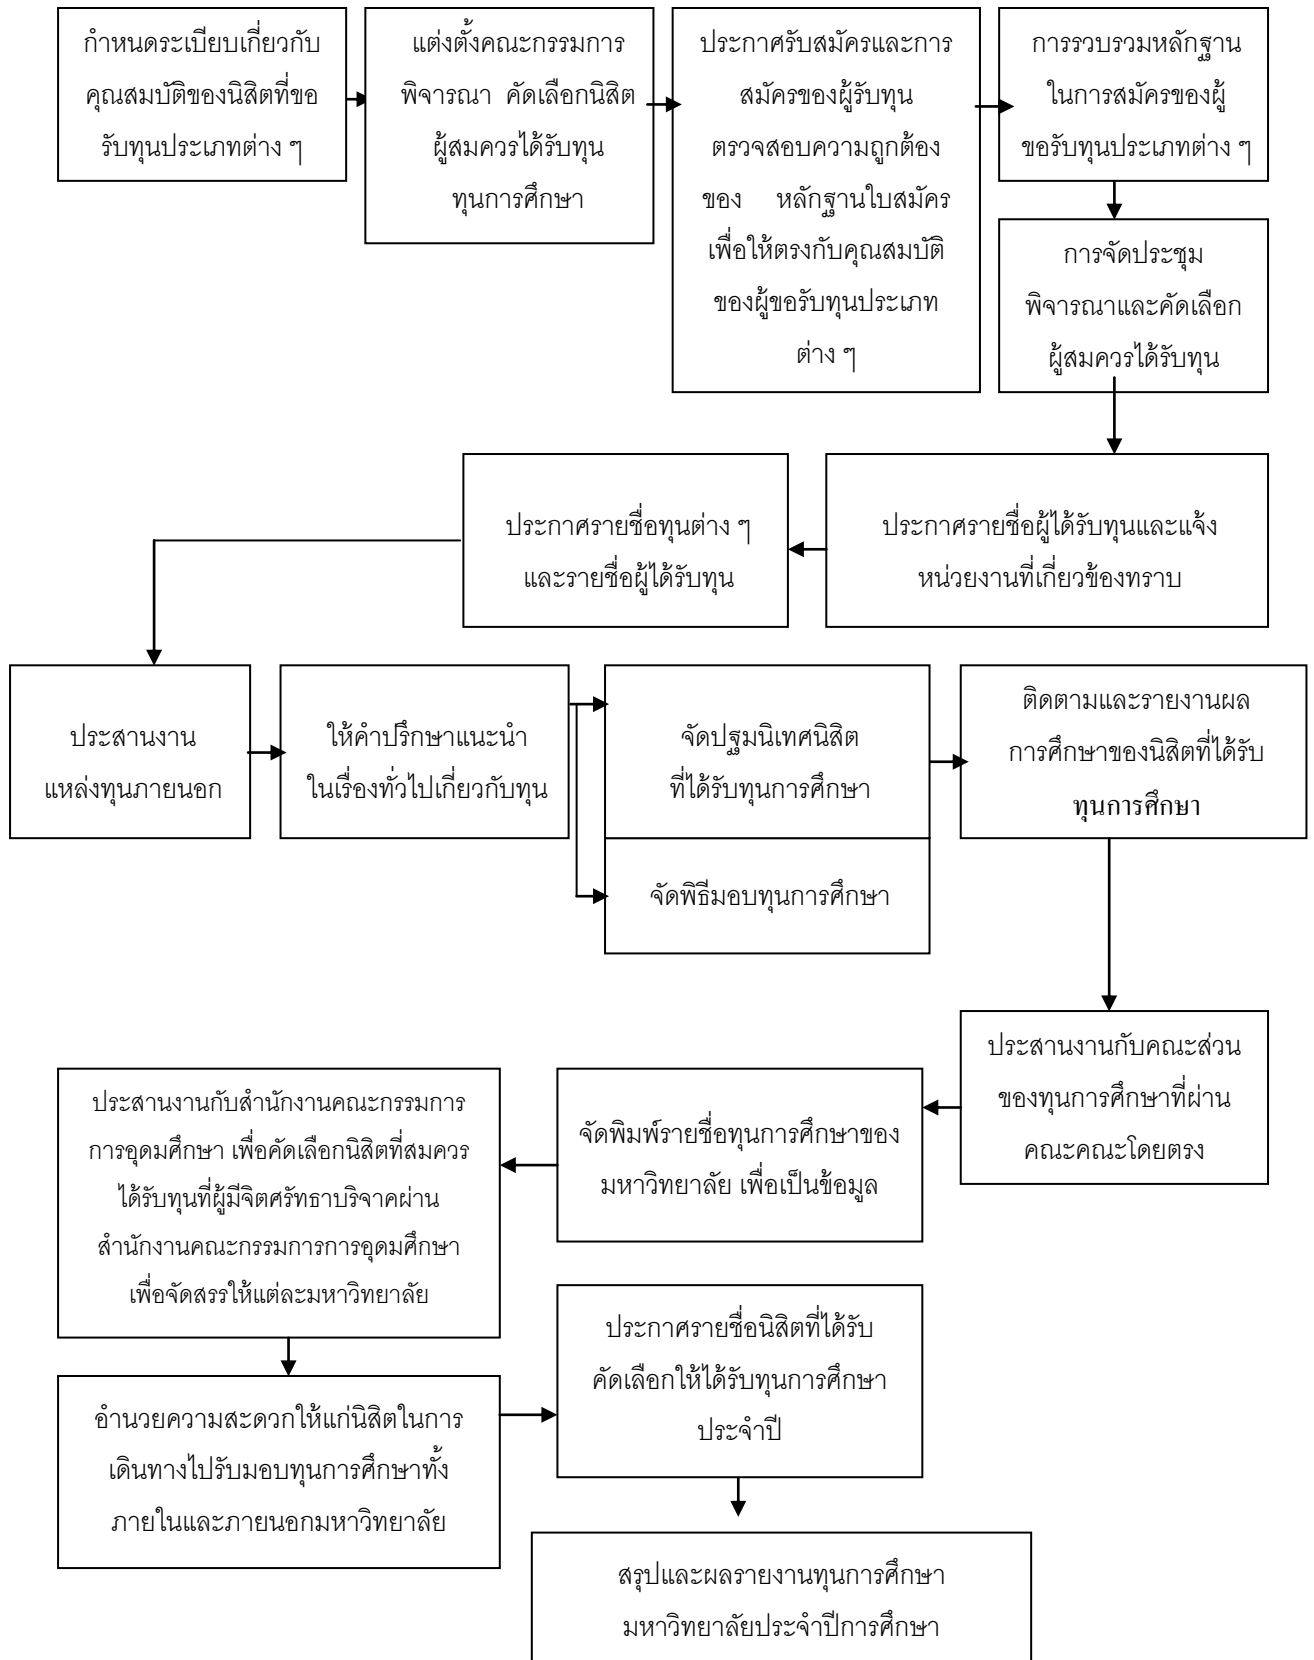 กำหนดระเบียบเกี่ยวกับ
คุณสมบัติของนิสิตที่ขอ
รับทุนประเภทต่าง ๆ
แต่งตั้งคณะกรรมการ
พิจารณา คัดเลือกนิสิต
ผู้สมควรได้รับทุน
ทุนการศึกษา
ประกาศรับสมัครและการ
สมัครของผู้รับทุน
ตรวจสอบความถูกต้อง
ของ หลักฐานใบสมัคร
เพื่อให้ตรงกับคุณสมบัติ
ของผู้ขอรับทุนประเภท
ต่าง ๆ
การรวบรวมหลักฐาน
ในการสมัครของผู้
ขอรับทุนประเภทต่าง ๆ
การจัดประชุม
พิจารณาและคัดเลือก
ผู้สมควรได้รับทุน
ประกาศรายชื่อผู้ได้รับทุนและแจ้ง
หน่วยงานที่เกี่ยวข้องทราบ
ประกาศรายชื่อทุนต่าง ๆ
และรายชื่อผู้ได้รับทุน
ประสานงาน
แหล่งทุนภายนอก
ให้คำปรึกษาแนะนำ
ในเรื่องทั่วไปเกี่ยวกับทุน
จัดปฐมนิเทศนิสิต
ที่ได้รับทุนการศึกษา
จัดพิธีมอบทุนการศึกษา
ติดตามและรายงานผล
การศึกษาของนิสิตที่ได้รับ
ทุนการศึกษา
ประสานงานกับคณะส่วน
ของทุนการศึกษาที่ผ่าน
คณะคณะโดยตรง
จัดพิมพ์รายชื่อทุนการศึกษาของ
มหาวิทยาลัย เพื่อเป็นข้อมูล
ประสานงานกับสำนักงานคณะกรรมการ
การอุดมศึกษา เพื่อคัดเลือกนิสิตที่สมควร
ได้รับทุนที่ผู้มีจิตศรัทธาบริจาคผ่าน
สำนักงานคณะกรรมการการอุดมศึกษา
เพื่อจัดสรรให้แต่ละมหาวิทยาลัย
อำนวยความสะดวกให้แก่นิสิตในการ
เดินทางไปรับมอบทุนการศึกษาทั้ง
ภายในและภายนอกมหาวิทยาลัย
ประกาศรายชื่อนิสิตที่ได้รับ
คัดเลือกให้ได้รับทุนการศึกษา
ประจำปี
สรุปและผลรายงานทุนการศึกษา
มหาวิทยาลัยประจำปีการศึกษา